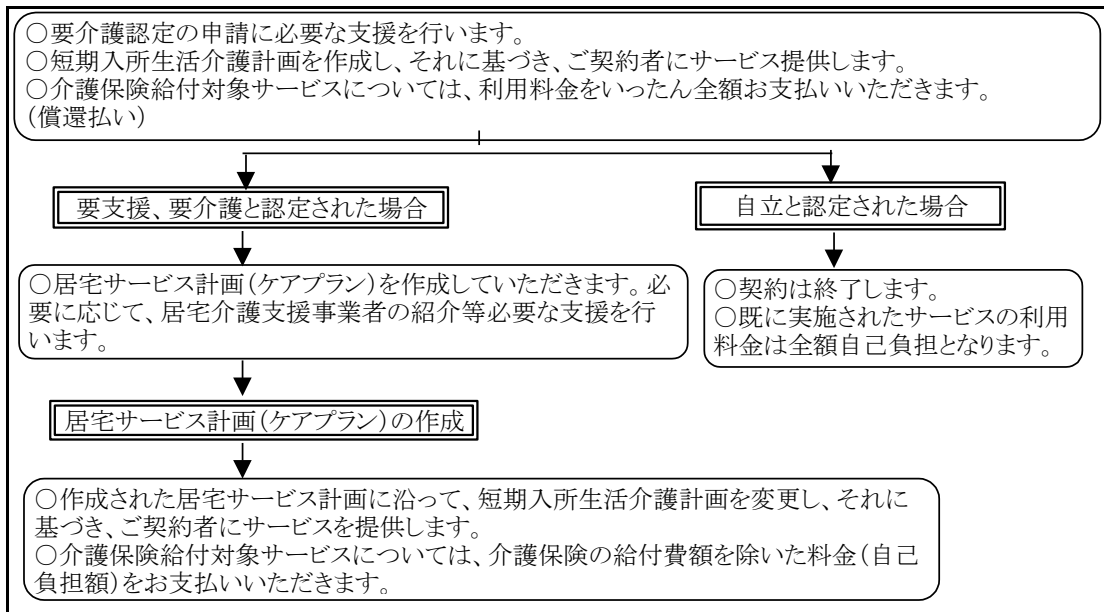 ○要介護認定の申請に必要な支援を行います。
○短期入所生活介護計画を作成し、それに基づき、ご契約者にサービス提供します。
○介護保険給付対象サービスについては、利用料金をいったん全額お支払いいただきます。
(償還払い)
要支援、要介護と認定された場合
自立と認定された場合
○居宅サービス計画(ケアプラン)を作成していただきます。必
要に応じて、居宅介護支援事業者の紹介等必要な支援を行
います。
○契約は終了します。
○既に実施されたサービスの利用
料金は全額自己負担となります。
居宅サービス計画(ケアプラン)の作成
○作成された居宅サービス計画に沿って、短期入所生活介護計画を変更し、それに
基づき、ご契約者にサービスを提供します。
○介護保険給付対象サービスについては、介護保険の給付費額を除いた料金(自己
負担額)をお支払いいただきます。